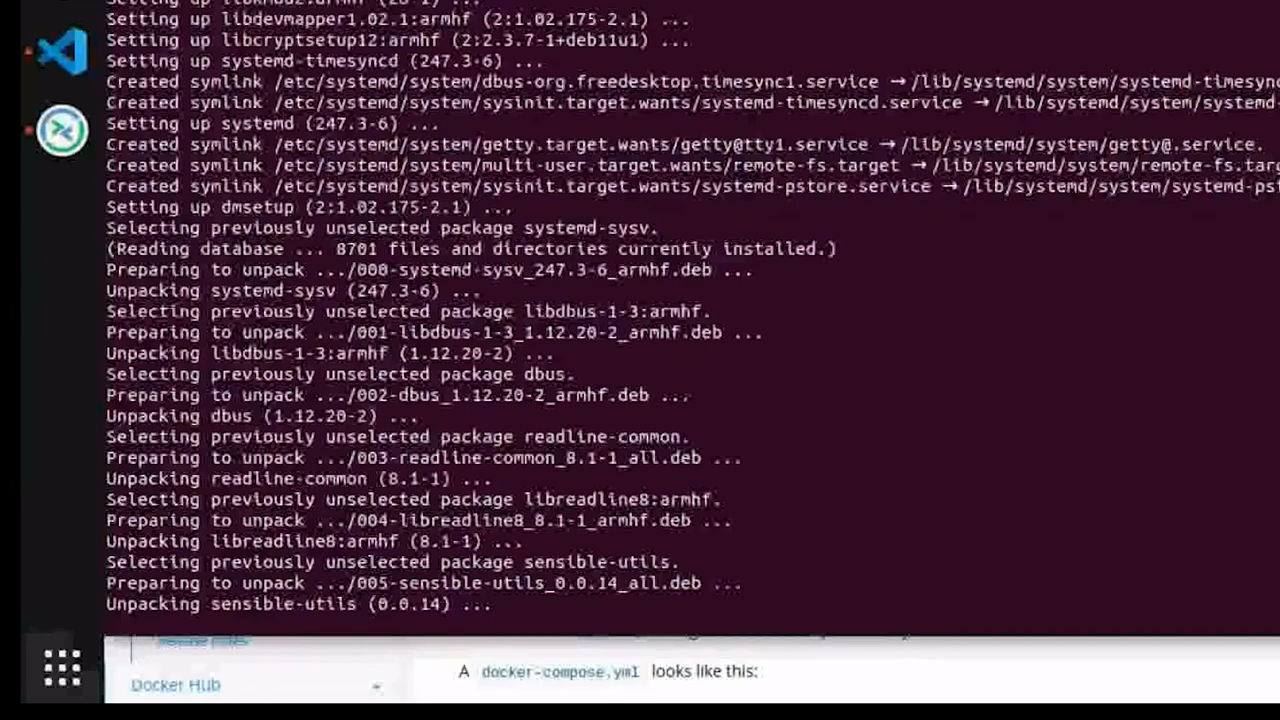 Setting up libdevmapper1.02.1:armhf (2:1.02.175-2.1) ...
Setting up libcryptsetup12:armhf (2:2.3.7-1+deb11u1) ...
Setting up systemd-timesyncd (247.3-6) ...
Created symlink /etc/systemd/system/dbus-org.freedesktop.timesync1.service → /lib/systemd/system/systemd-timesync
Created symlink /etc/systemd/system/sysinit.target.wants/systemd-timesyncd.service → /lib/systemd/system/systemd-
Setting up systemd (247.3-6) ...
Created symlink /etc/systemd/system/getty.target.wants/getty@tty1.service → /lib/systemd/system/getty@.service.
Created symlink /etc/systemd/system/multi-user.target.wants/remote-fs.target → /lib/systemd/system/remote-fs.targ
Created symlink /etc/systemd/system/sysinit.target.wants/systemd-pstore.service → /lib/systemd/system/systemd-pst
Setting up dmsetup (2:1.02.175-2.1) ...
Selecting previously unselected package systemd-sysv.
(Reading database ... 8701 files and directories currently installed.)
Preparing to unpack .../000-systemd-sysv_247.3-6_armhf.deb ...
Unpacking systemd-sysv (247.3-6) ...
Selecting previously unselected package libdbus-1-3:armhf.
Preparing to unpack .../001-libdbus-1-3_1.12.20-2_armhf.deb ...
Unpacking libdbus-1-3:armhf (1.12.20-2) ...
Selecting previously unselected package dbus.
Preparing to unpack .../002-dbus_1.12.20-2_armhf.deb ...
Unpacking dbus (1.12.20-2) ...
Selecting previously unselected package readline-common.
Preparing to unpack .../003-readline-common_8.1-1_all.deb ...
Unpacking readline-common (8.1-1) ...
Selecting previously unselected package libreadline8:armhf.
Preparing to unpack .../004-libreadline8_8.1-1_armhf.deb ...
Unpacking libreadline8:armhf (8.1-1) ...
Selecting previously unselected package sensible-utils.
Preparing to unpack .../005-sensible-utils_0.0.14_all.deb ...
Unpacking sensible-utils (0.0.14) ...
A docker-compose.yml looks like this:
Docker Hub